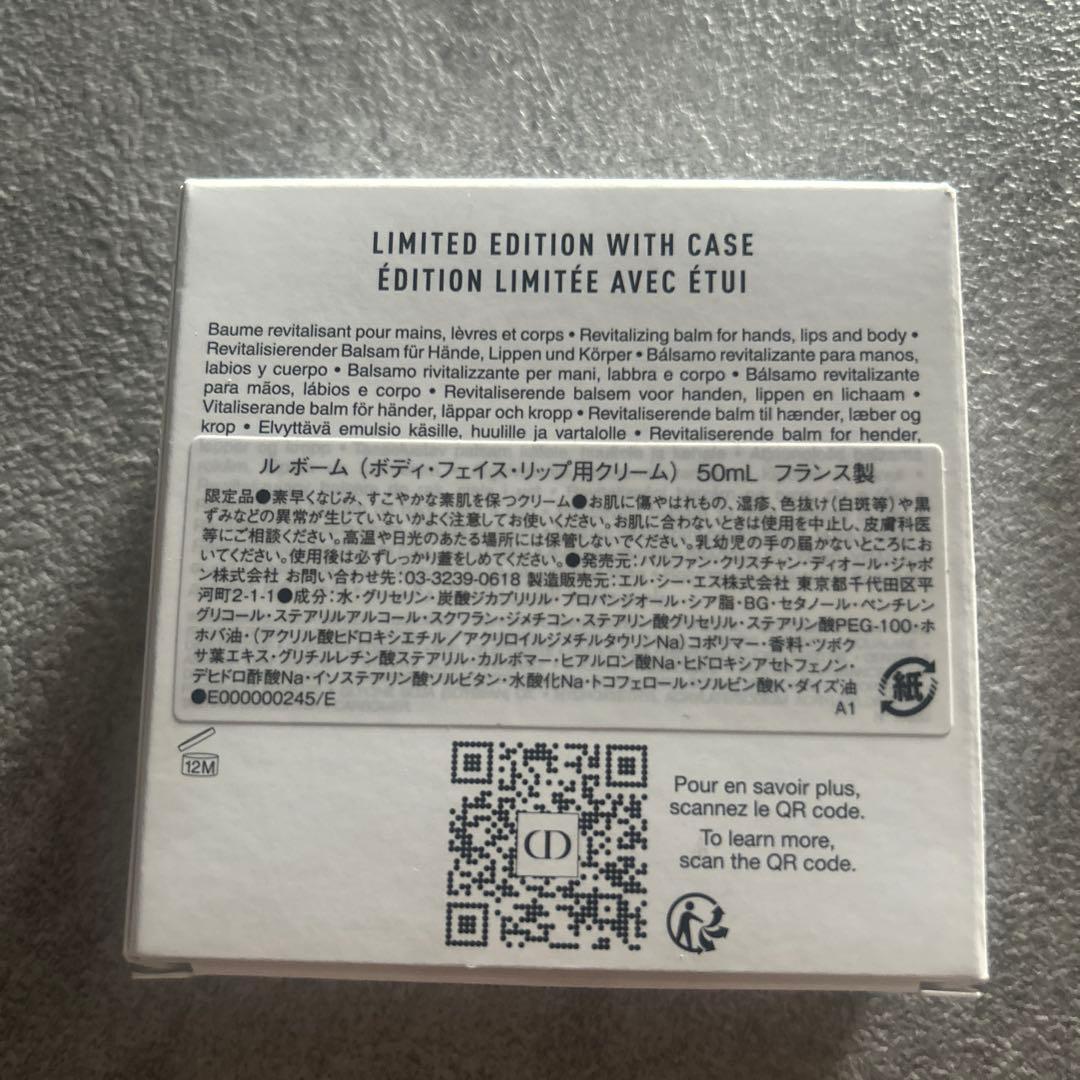 LIMITED EDITION WITH CASE
ÉDITION LIMITÉE AVEC ÉTUI
Baume revitalisant pour mains, lèvres et corps • Revitalizing balm for hands, lips and body •
Revitalisierender Balsam für Hände, Lippen und Körper • Bálsamo revitalizante para manos,
labios y cuerpo • Balsamo rivitalizzante per mani, labbra e corpo • Bálsamo revitalizante
para mãos, lábios e corpo • Revitaliserende balsem voor handen, lippen en lichaam •
Vitaliserande balm för händer, läppar och kropp • Revitaliserende balm til hænder, læber og
krop • Elvyttävä emulsio käsille, huulille ja vartalolle • Revitaliserende balm for hender,
ル ボーム（ボディ・フェイス・リップ用クリーム） 50mL フランス製
限定品●素早くなじみ、すこやかな素肌を保つクリーム●お肌に傷やはれもの、湿疹、色抜け（白斑等）や黒
ずみなどの異常が生じていないかよく注意してお使いください。お肌に合わないときは使用を中止し、皮膚科医
等にご相談ください。高温や日光のあたる場所には保管しないでください。乳幼児の手の届かないところにお
いてください。使用後は必ずしっかり蓋をしめてください。●発売元：パルファン・クリスチャン・ディオール・ジャポ
ン株式会社 お問い合わせ先：03-3239-0618 製造販売元：エル・シー・エス株式会社 東京都千代田区平
河町2-1-1●成分：水・グリセリン・炭酸ジカプリリル・プロパンジオール・シア脂・BG・セタノール・ペンチレン
グリコール・ステアリルアルコール・スクワラン・ジメチコン・ステアリン酸グリセリル・ステアリン酸PEG-100・ホ
ホバ油・（アクリル酸ヒドロキシエチル／アクリロイルジメチルタウリンNa）コポリマー・香料・ツボク
サ葉エキス・グリチルレチン酸ステアリル・カルボマー・ヒアルロン酸Na・ヒドロキシアセトフェノン・
デヒドロ酢酸Na・イソステアリン酸ソルビタン・水酸化Na・トコフェロール・ソルビン酸K・ダイズ油
●E000000245/E
A1
紙
12M
CD
Pour en savoir plus,
scannez le QR code.
To learn more,
scan the QR code.